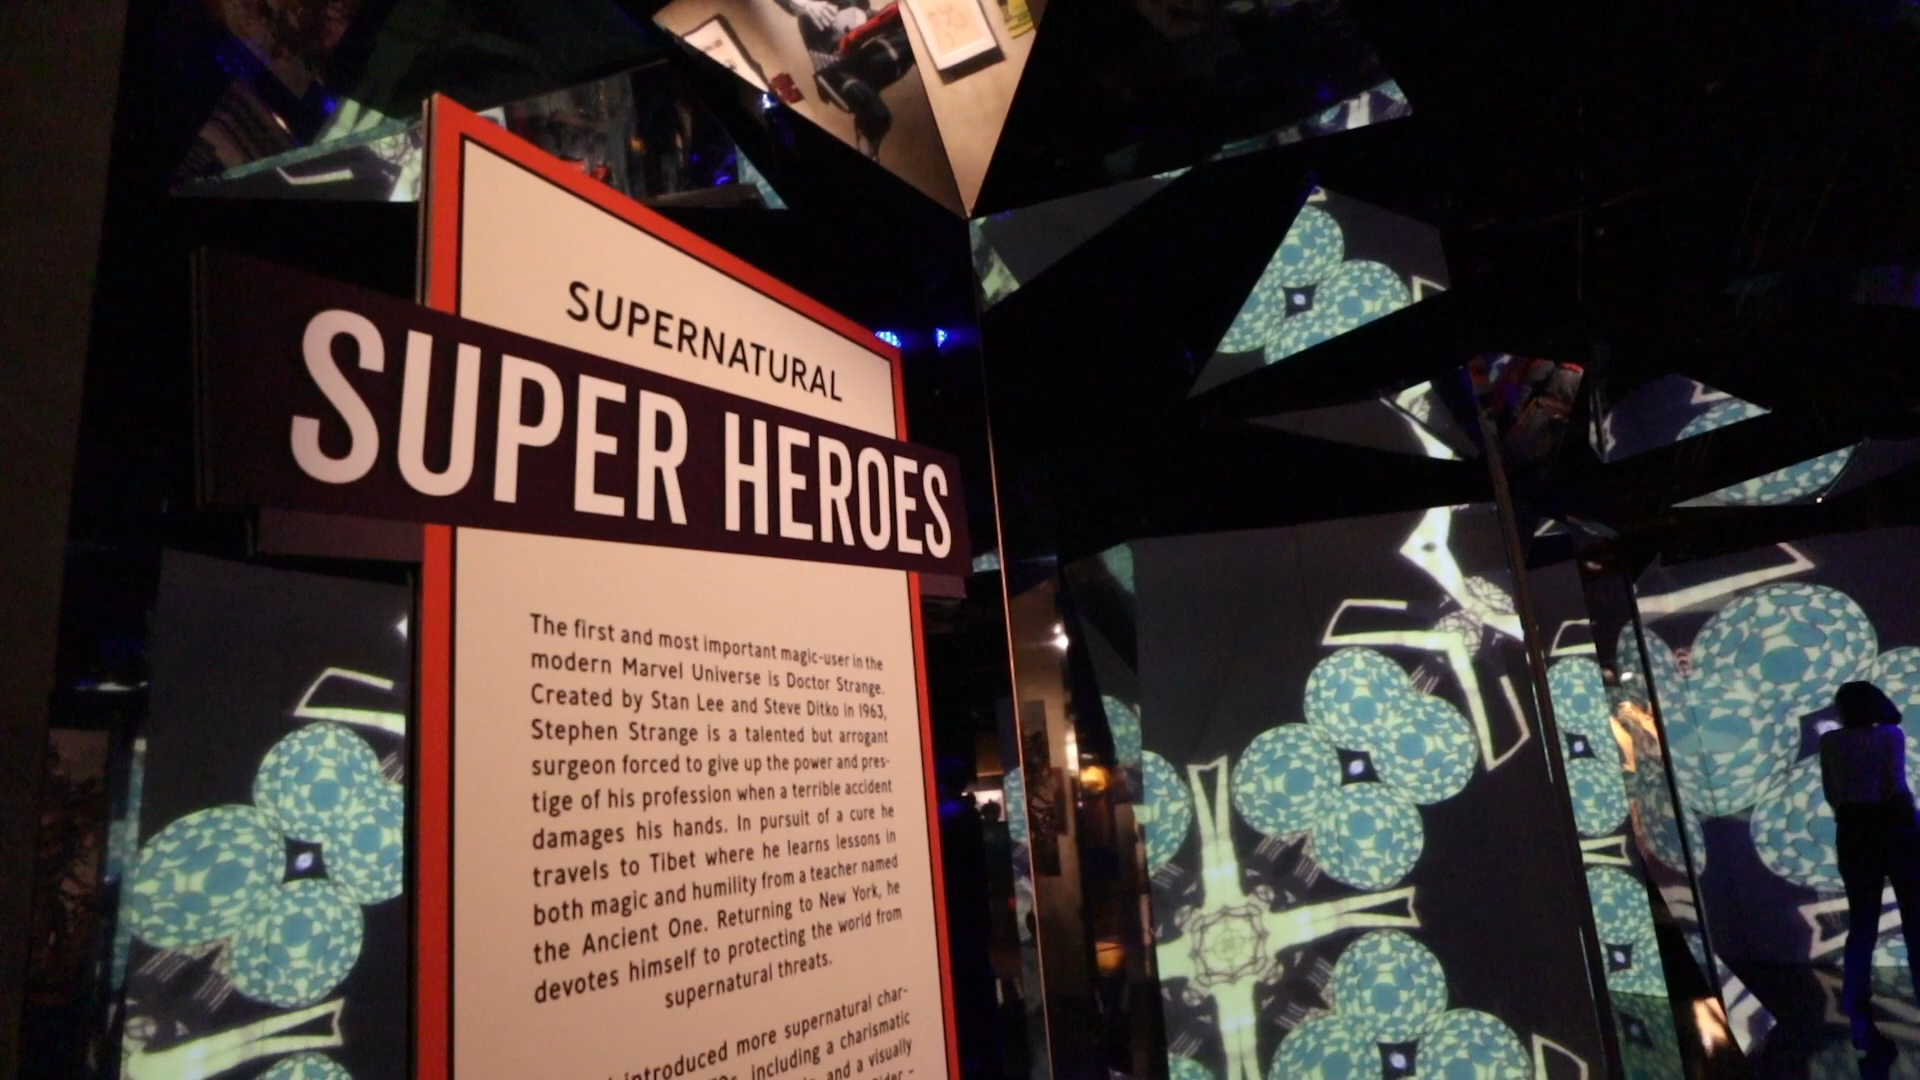 SUPERNATURAL
SUPER HEROES
The first and most important magic-user in the
modern Marvel Universe is Doctor Strange.
Created by Stan Lee and Steve Ditko in 1963,
Stephen Strange is a talented but arrogant
surgeon forced to give up the power and pres-
tige of his profession when a terrible accident
damages his hands. In pursuit of a cure he
travels to Tibet where he learns lessons in
both magic and humility from a teacher named
the Ancient One. Returning to New York, he
devotes himself to protecting the world from
supernatural threats.
introduced more supernatural char-
including a charismatic
and a visually